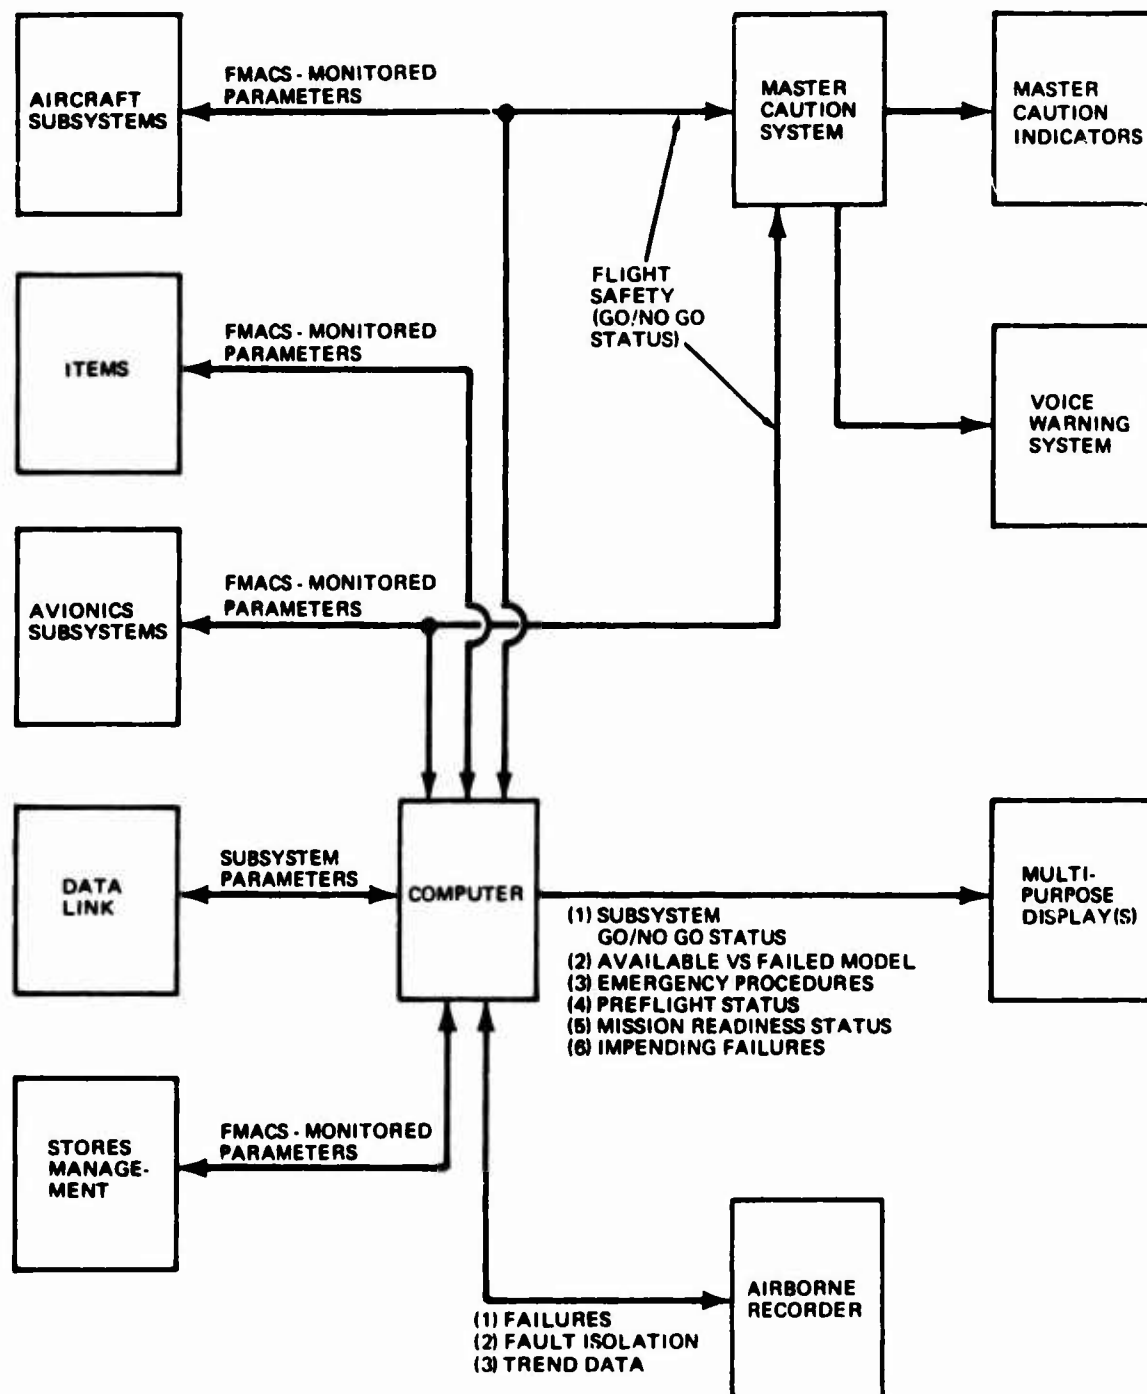 AIRCRAFT
SUBSYSTEMS
FMACS - MONITORED
PARAMETERS
MASTER
CAUTION
SYSTEM
MASTER
CAUTION
INDICATORS
FLIGHT
SAFETY
(GO/NO GO
STATUS)
ITEMS
FMACS - MONITORED
PARAMETERS
VOICE
WARNING
SYSTEM
AVIONICS
SUBSYSTEMS
FMACS - MONITORED
PARAMETERS
DATA
LINK
SUBSYSTEM
PARAMETERS
COMPUTER
(1) SUBSYSTEM
GO/NO GO STATUS
(2) AVAILABLE VS FAILED MODEL
(3) EMERGENCY PROCEDURES
(4) PREFLIGHT STATUS
(5) MISSION READINESS STATUS
(6) IMPENDING FAILURES
MULTI-
PURPOSE
DISPLAY(S)
STORES
MANAGE-
MENT
FMACS - MONITORED
PARAMETERS
(1) FAILURES
(2) FAULT ISOLATION
(3) TREND DATA
AIRBORNE
RECORDER